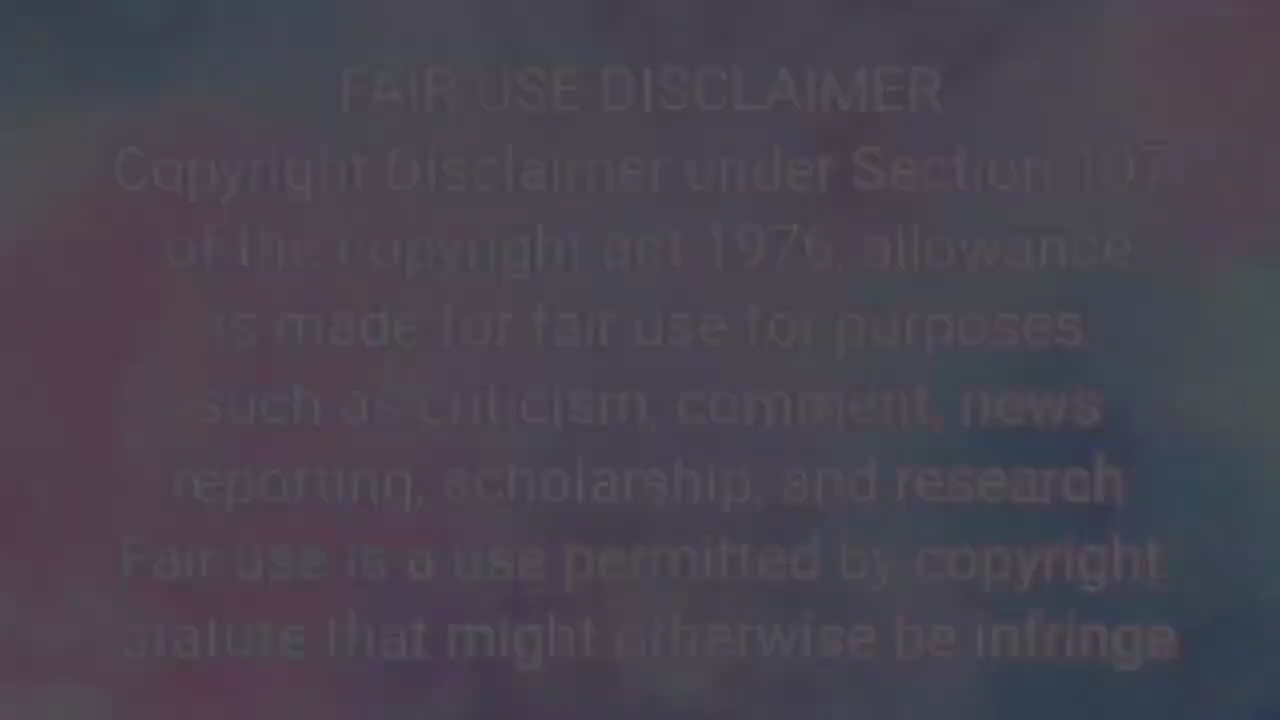 FAIR USE DISCLAIMER
Copyright Disclaimer under Section 107
of the copyright act 1976, allowance
is made for fair use for purposes
such as criticism, comment, news
reporting, scholarship, and research
Fair use is a use permitted by copyright
statute that might otherwise be infringe